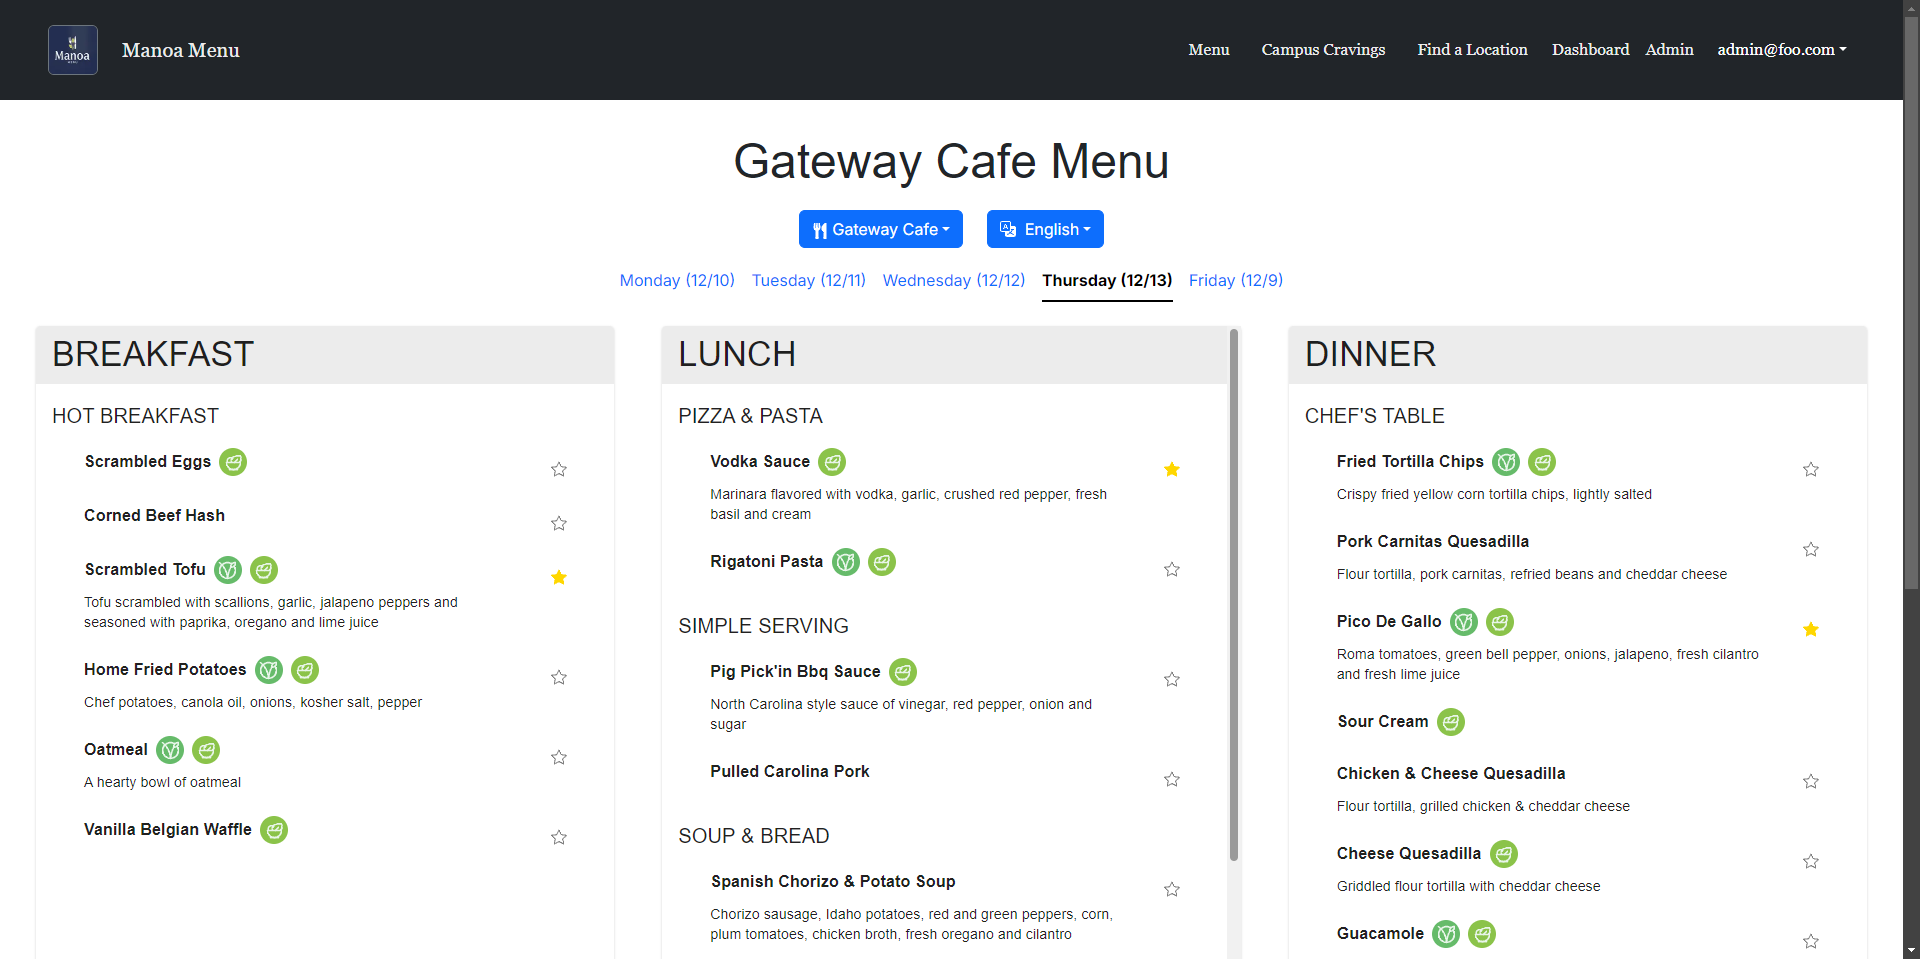 Manoa
Manoa Menu
Menu
Campus Cravings
Find a Location
Dashboard
Admin
admin@foo.com
Gateway Cafe Menu
Gateway Cafe
English
Monday (12/10)
Tuesday (12/11)
Wednesday (12/12)
Thursday (12/13)
Friday (12/9)
BREAKFAST
HOT BREAKFAST
Scrambled Eggs
Corned Beef Hash
Scrambled Tofu
Tofu scrambled with scallions, garlic, jalapeno peppers and
seasoned with paprika, oregano and lime juice
Home Fried Potatoes
Chef potatoes, canola oil, onions, kosher salt, pepper
Oatmeal
A hearty bowl of oatmeal
Vanilla Belgian Waffle
LUNCH
PIZZA & PASTA
Vodka Sauce
Marinara flavored with vodka, garlic, crushed red pepper, fresh
basil and cream
Rigatoni Pasta
SIMPLE SERVING
Pig Pick'in Bbq Sauce
North Carolina style sauce of vinegar, red pepper, onion and
sugar
Pulled Carolina Pork
SOUP & BREAD
Spanish Chorizo & Potato Soup
Chorizo sausage, Idaho potatoes, red and green peppers, corn,
plum tomatoes, chicken broth, fresh oregano and cilantro
DINNER
CHEF'S TABLE
Fried Tortilla Chips
Crispy fried yellow corn tortilla chips, lightly salted
Pork Carnitas Quesadilla
Flour tortilla, pork carnitas, refried beans and cheddar cheese
Pico De Gallo
Roma tomatoes, green bell pepper, onions, jalapeno, fresh cilantro
and fresh lime juice
Sour Cream
Chicken & Cheese Quesadilla
Flour tortilla, grilled chicken & cheddar cheese
Cheese Quesadilla
Griddled flour tortilla with cheddar cheese
Guacamole